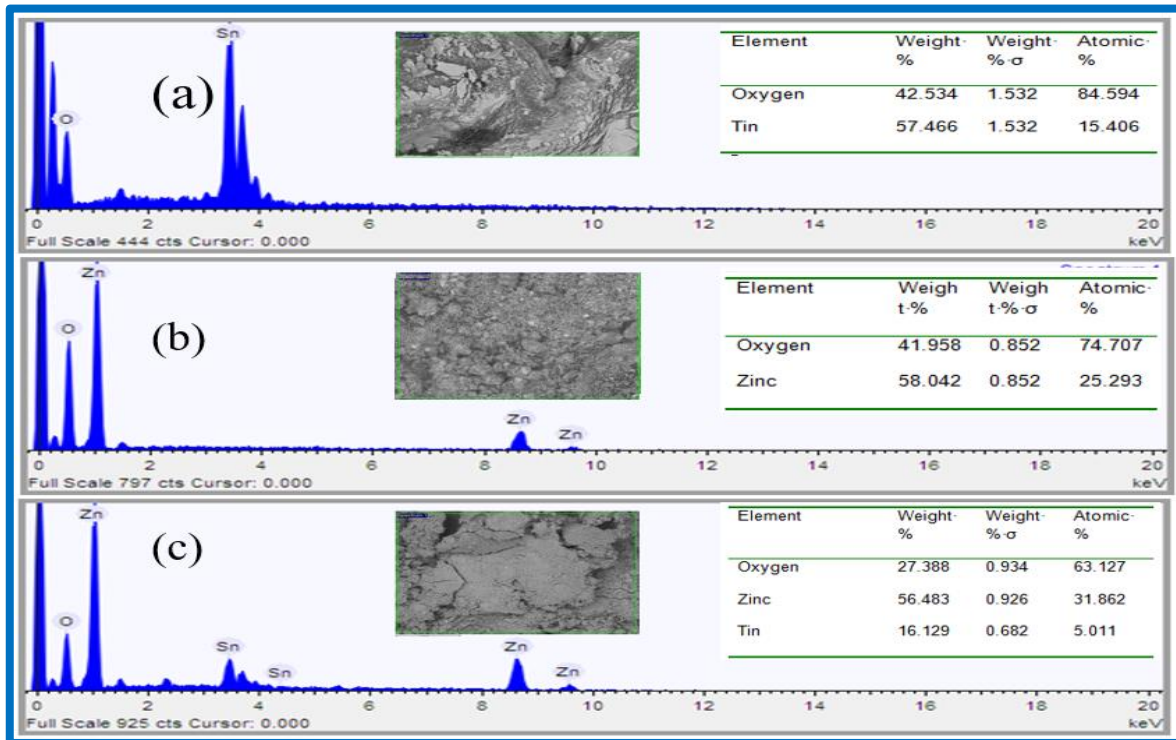 Sn
(a)
O
Element Weight· % Weight· %·σ Atomic· %
Oxygen 42.534 1.532 84.594
Tin 57.466 1.532 15.406
0 2 4 6 8 10 12 14 16 18 20
Full Scale 444 cts Cursor: 0.000 keV
Zn
O
(b)
Zn
Zn
Element Weigh t·% Weigh t·%·σ Atomic· %
Oxygen 41.958 0.852 74.707
Zinc 58.042 0.852 25.293
0 2 4 6 8 10 12 14 16 18 20
Full Scale 797 cts Cursor: 0.000 keV
Zn
(c)
O
Sn
Sn
Zn
Zn
Element Weight· % Weight· %·σ Atomic· %
Oxygen 27.388 0.934 63.127
Zinc 56.483 0.926 31.862
Tin 16.129 0.682 5.011
0 2 4 6 8 10 12 14 16 18 20
Full Scale 925 cts Cursor: 0.000 keV